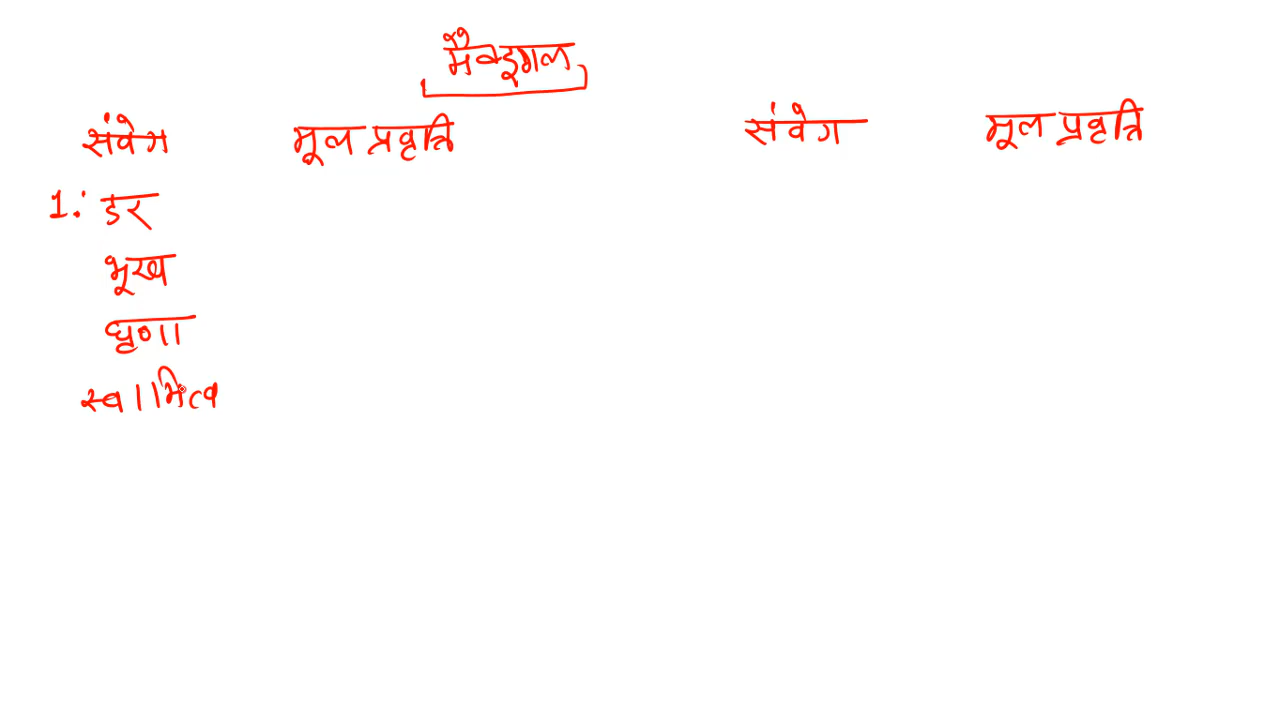 मैक्डूगल
संवेग मूल प्रवृत्ति संवेग मूल प्रवृत्ति
1. डर
भूख
घृणा
स्वामित्व